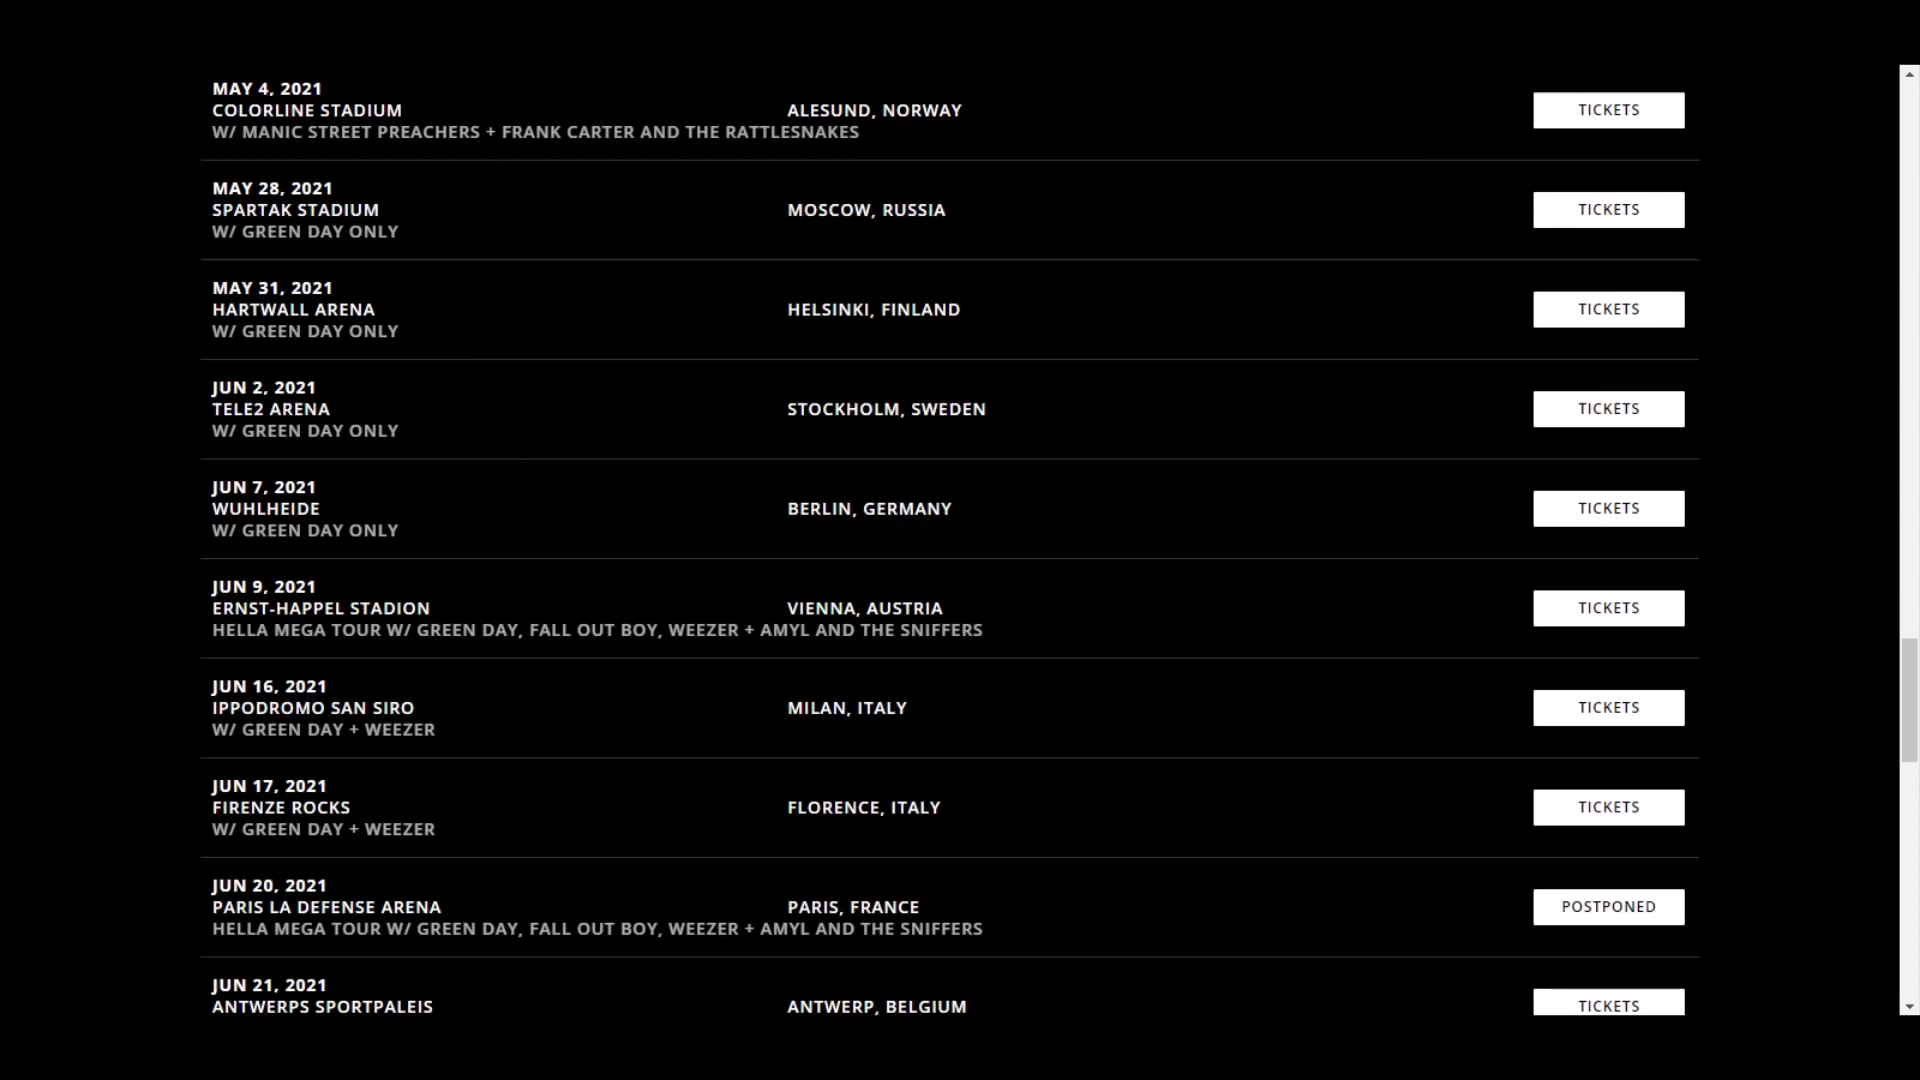 MAY 4, 2021
COLORLINE STADIUM
ALESUND, NORWAY
TICKETS
W/ MANIC STREET PREACHERS + FRANK CARTER AND THE RATTLESNAKES
MAY 28, 2021
SPARTAK STADIUM
MOSCOW, RUSSIA
TICKETS
W/ GREEN DAY ONLY
MAY 31, 2021
HARTWALL ARENA
HELSINKI, FINLAND
TICKETS
W/ GREEN DAY ONLY
JUN 2, 2021
TELE2 ARENA
STOCKHOLM, SWEDEN
TICKETS
W/ GREEN DAY ONLY
JUN 7, 2021
WUHLHEIDE
BERLIN, GERMANY
TICKETS
W/ GREEN DAY ONLY
JUN 9, 2021
ERNST-HAPPEL STADION
VIENNA, AUSTRIA
TICKETS
HELLA MEGA TOUR W/ GREEN DAY, FALL OUT BOY, WEEZER + AMYL AND THE SNIFFERS
JUN 16, 2021
IPPODROMO SAN SIRO
MILAN, ITALY
TICKETS
W/ GREEN DAY + WEEZER
JUN 17, 2021
FIRENZE ROCKS
FLORENCE, ITALY
TICKETS
W/ GREEN DAY + WEEZER
JUN 20, 2021
PARIS LA DEFENSE ARENA
PARIS, FRANCE
POSTPONED
HELLA MEGA TOUR W/ GREEN DAY, FALL OUT BOY, WEEZER + AMYL AND THE SNIFFERS
JUN 21, 2021
ANTWERPS SPORTPALEIS
ANTWERP, BELGIUM
TICKETS